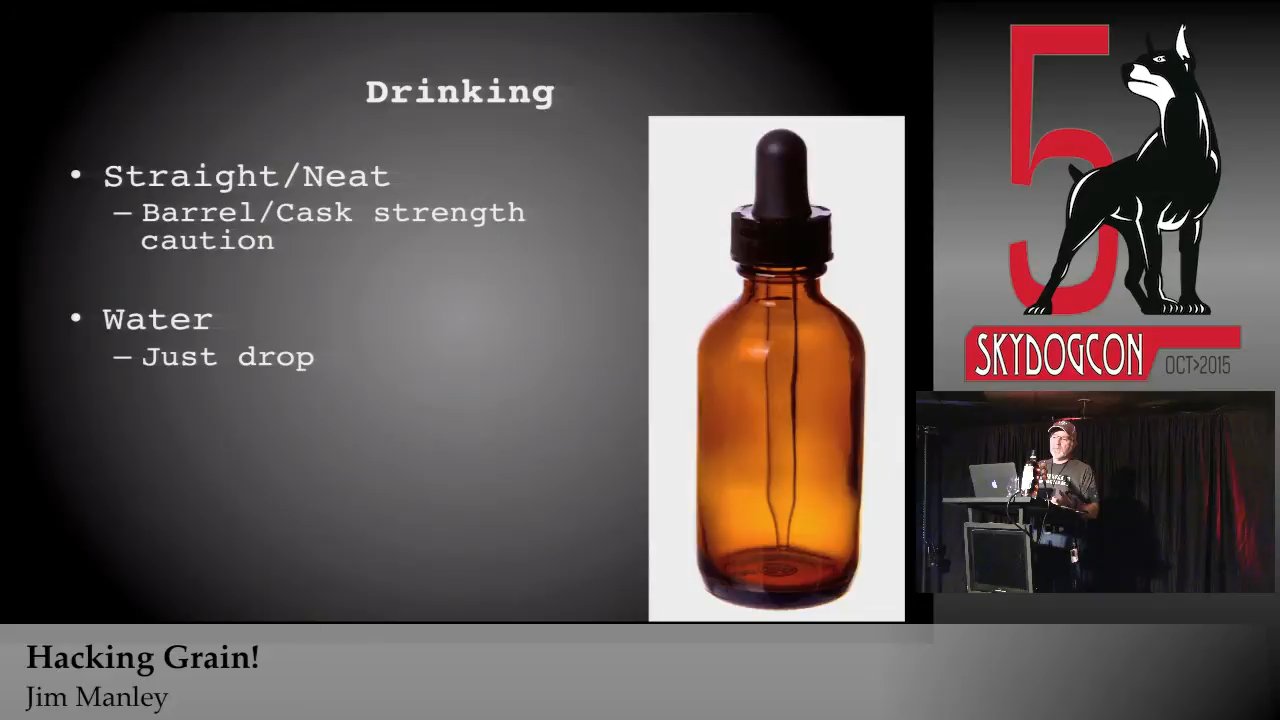 Drinking
• Straight/Neat
– Barrel/Cask strength
caution
• Water
– Just drop
5
SKYDOGCON
OCT>2015
Hacking Grain!
Jim Manley